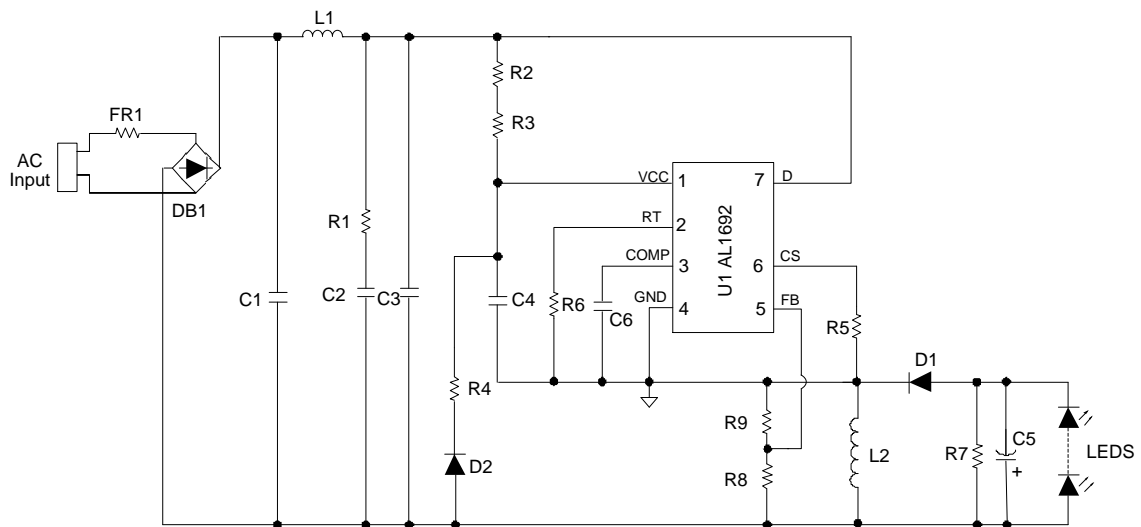 L1
R2
FR1
R3
AC
Input
VCC
1
7
D
DB1
R1
RT
2
U1 AL1692
COMP
3
6
CS
C1
C2
C3
C4
R6
C6
GND
4
5
FB
R5
D1
R4
R9
L2
R7
C5
+
LEDS
D2
R8